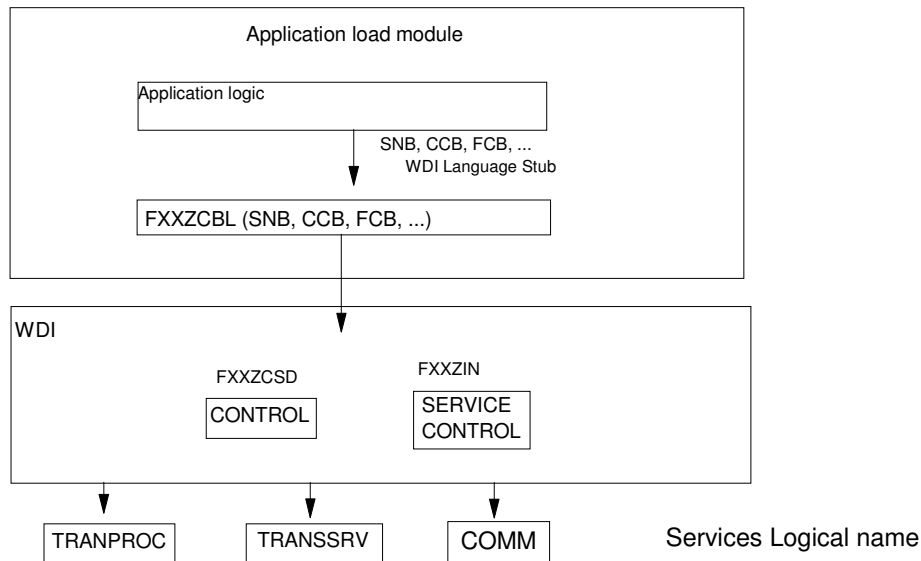 Application load module
Application logic
SNB, CCB, FCB, ...
WDI Language Stub
FXXZCBL (SNB, CCB, FCB, ...)
WDI
FXXZCSD
FXXZIN
CONTROL
SERVICE
CONTROL
TRANPROC
TRANSSRV
COMM
Services Logical name